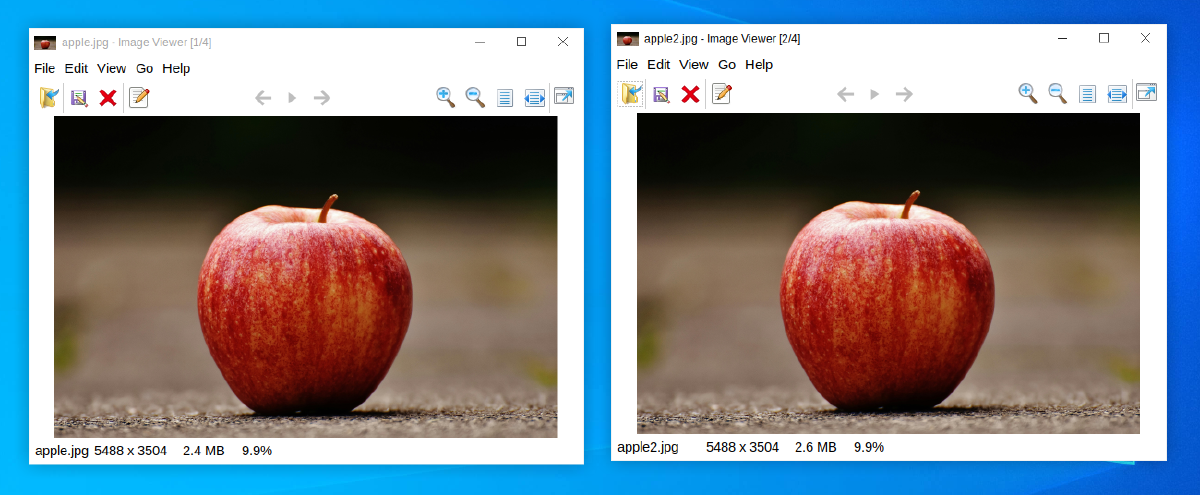 apple.jpg - Image Viewer [1/4]
File Edit View Go Help
apple.jpg 5488 x 3504 2.4 MB 9.9%
apple2.jpg - Image Viewer [2/4]
File Edit View Go Help
apple2.jpg 5488 x 3504 2.6 MB 9.9%